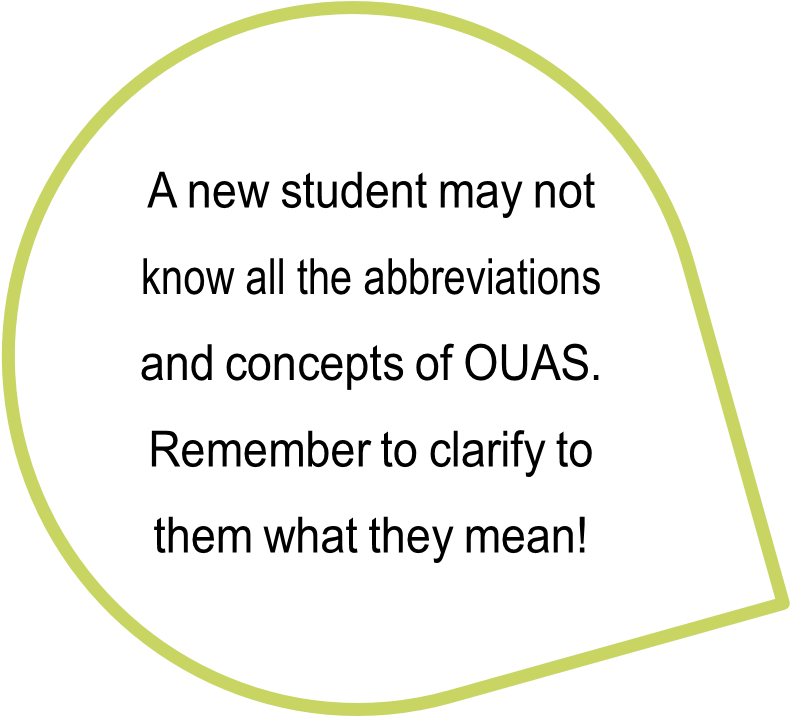 A new student may not
know all the abbreviations
and concepts of OUAS.
Remember to clarify to
them what they mean!